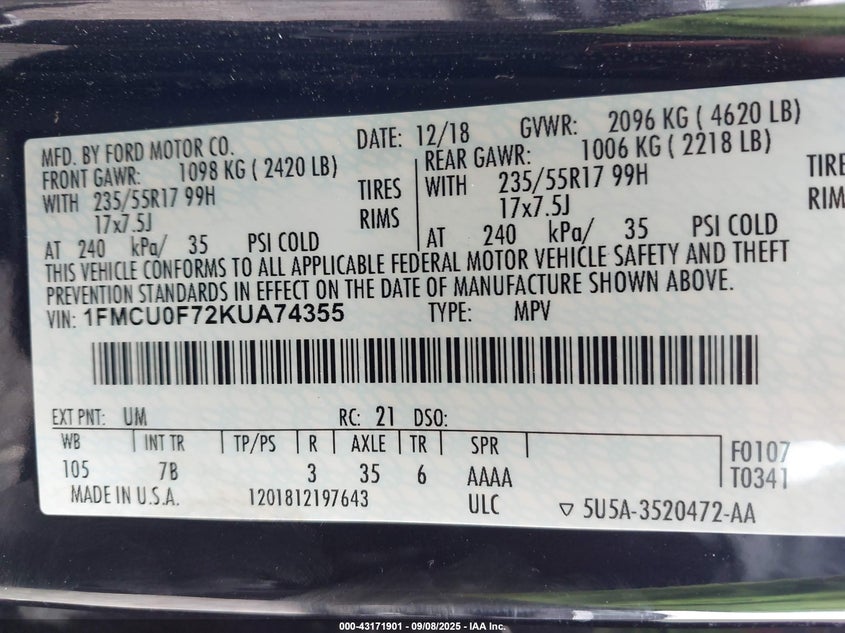 MFD. BY FORD MOTOR CO. DATE: 12/18 GVWR: 2096 KG ( 4620 LB)
FRONT GAWR: 1098 KG ( 2420 LB) REAR GAWR: 1006 KG ( 2218 LB)
WITH 235/55R17 99H TIRES WITH 235/55R17 99H TIRE
17x7.5J RIMS 17x7.5J RIM
AT 240 kPa/ 35 PSI COLD AT 240 kPa/ 35 PSI COLD
THIS VEHICLE CONFORMS TO ALL APPLICABLE FEDERAL MOTOR VEHICLE SAFETY AND THEFT
PREVENTION STANDARDS IN EFFECT ON THE DATE OF MANUFACTURE SHOWN ABOVE.
VIN: 1FMCU0F72KUA74355 TYPE: MPV
EXT PNT: UM RC: 21 DSO:
WB INT TR TP/PS R AXLE TR SPR F0107
105 7B 3 35 6 AAAA T0341
MADE IN U.S.A. 1201812197643 ULC ▽ 5U5A-3520472-AA
000-43171901 - 09/08/2025 - IAA Inc.